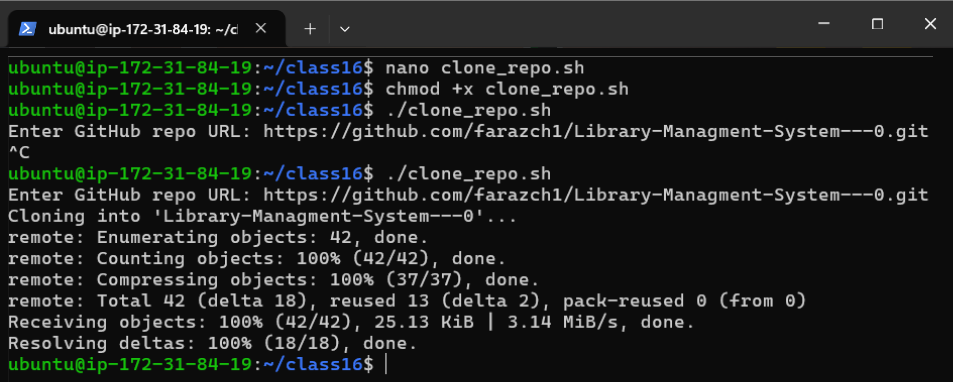 ubuntu@ip-172-31-84-19: ~/cl
ubuntu@ip-172-31-84-19:~/class16$ nano clone_repo.sh
ubuntu@ip-172-31-84-19:~/class16$ chmod +x clone_repo.sh
ubuntu@ip-172-31-84-19:~/class16$ ./clone_repo.sh
Enter GitHub repo URL: https://github.com/farazch1/Library-Managment-System---0.git
^C
ubuntu@ip-172-31-84-19:~/class16$ ./clone_repo.sh
Enter GitHub repo URL: https://github.com/farazch1/Library-Managment-System---0.git
Cloning into 'Library-Managment-System---0'...
remote: Enumerating objects: 42, done.
remote: Counting objects: 100% (42/42), done.
remote: Compressing objects: 100% (37/37), done.
remote: Total 42 (delta 18), reused 13 (delta 2), pack-reused 0 (from 0)
Receiving objects: 100% (42/42), 25.13 KiB | 3.14 MiB/s, done.
Resolving deltas: 100% (18/18), done.
ubuntu@ip-172-31-84-19:~/class16$